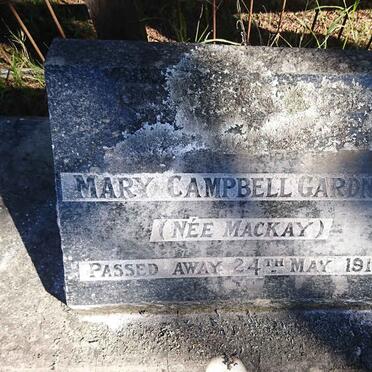 MARY CAMPBELL GARDN
(NÉE MACKAY)
PASSED AWAY 24TH MAY 191